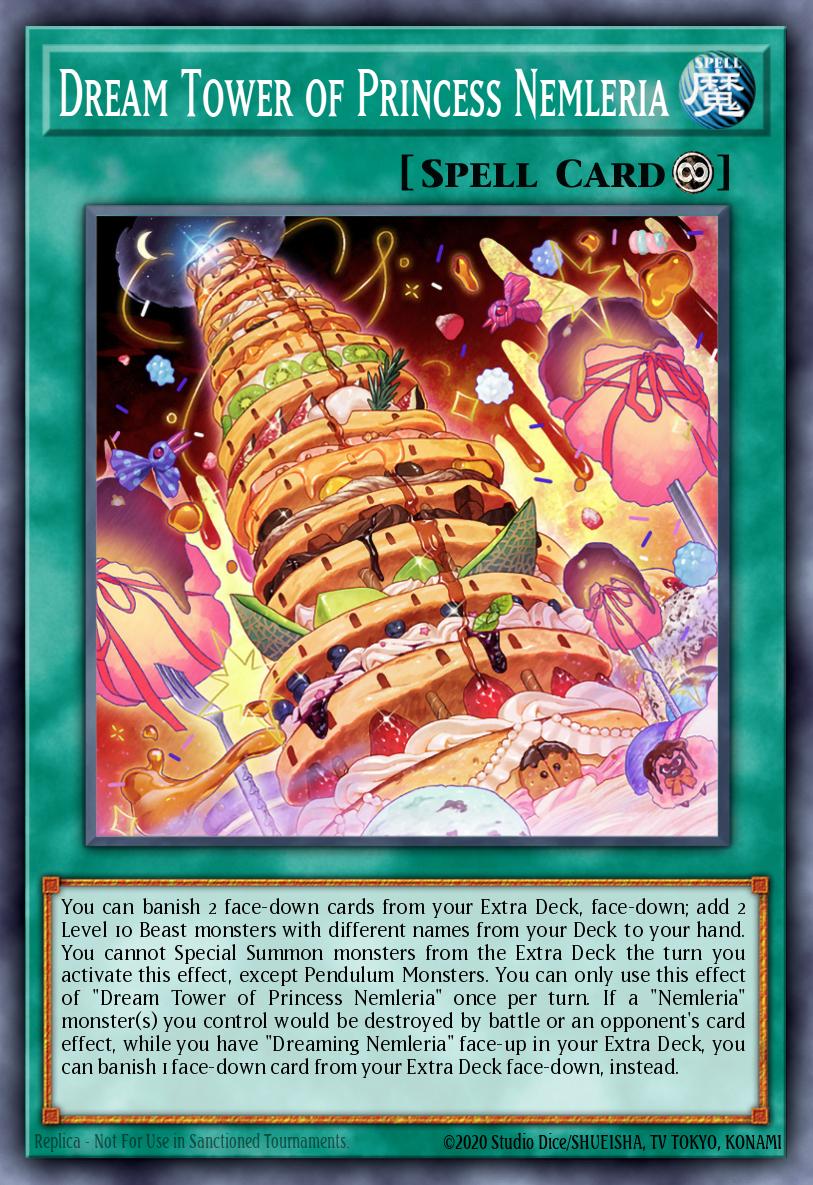 Dream Tower of Princess Nemleria
SPELL
魔
[Spell Card]
You can banish 2 face-down cards from your Extra Deck, face-down; add 2
Level 10 Beast monsters with different names from your Deck to your hand.
You cannot Special Summon monsters from the Extra Deck the turn you
activate this effect, except Pendulum Monsters. You can only use this effect
of "Dream Tower of Princess Nemleria" once per turn. If a "Nemleria"
monster(s) you control would be destroyed by battle or an opponent's card
effect, while you have "Dreaming Nemleria" face-up in your Extra Deck, you
can banish 1 face-down card from your Extra Deck face-down, instead.
Replica - Not For Use in Sanctioned Tournaments.
©2020 Studio Dice/SHUEISHA, TV TOKYO, KONAMI